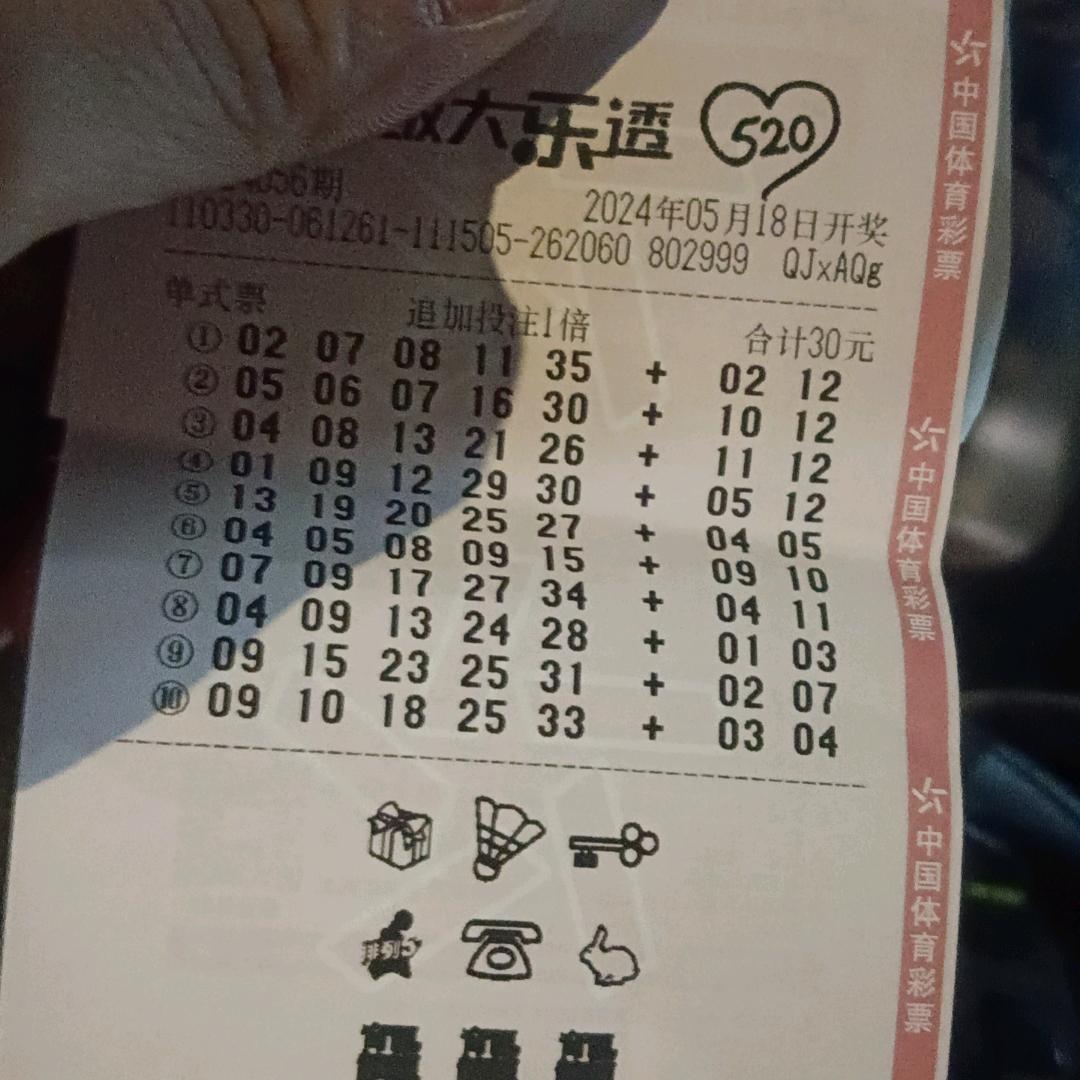 大乐透 520
056期 2024年05月18日开奖
110330-061261-111505-262060 802999 QJxAQg
单式票 追加投注1倍 合计30元
① 02 07 08 11 35 + 02 12
② 05 06 07 16 30 + 10 12
③ 04 08 13 21 26 + 11 12
④ 01 09 12 29 30 + 05 12
⑤ 13 19 20 25 27 + 04 05
⑥ 04 05 08 09 15 + 09 10
⑦ 07 09 17 27 34 + 04 11
⑧ 04 09 13 24 28 + 01 03
⑨ 09 15 23 25 31 + 02 07
⑩ 09 10 18 25 33 + 03 04
排列5
中国体育彩票
中国体育彩票
中国体育彩票